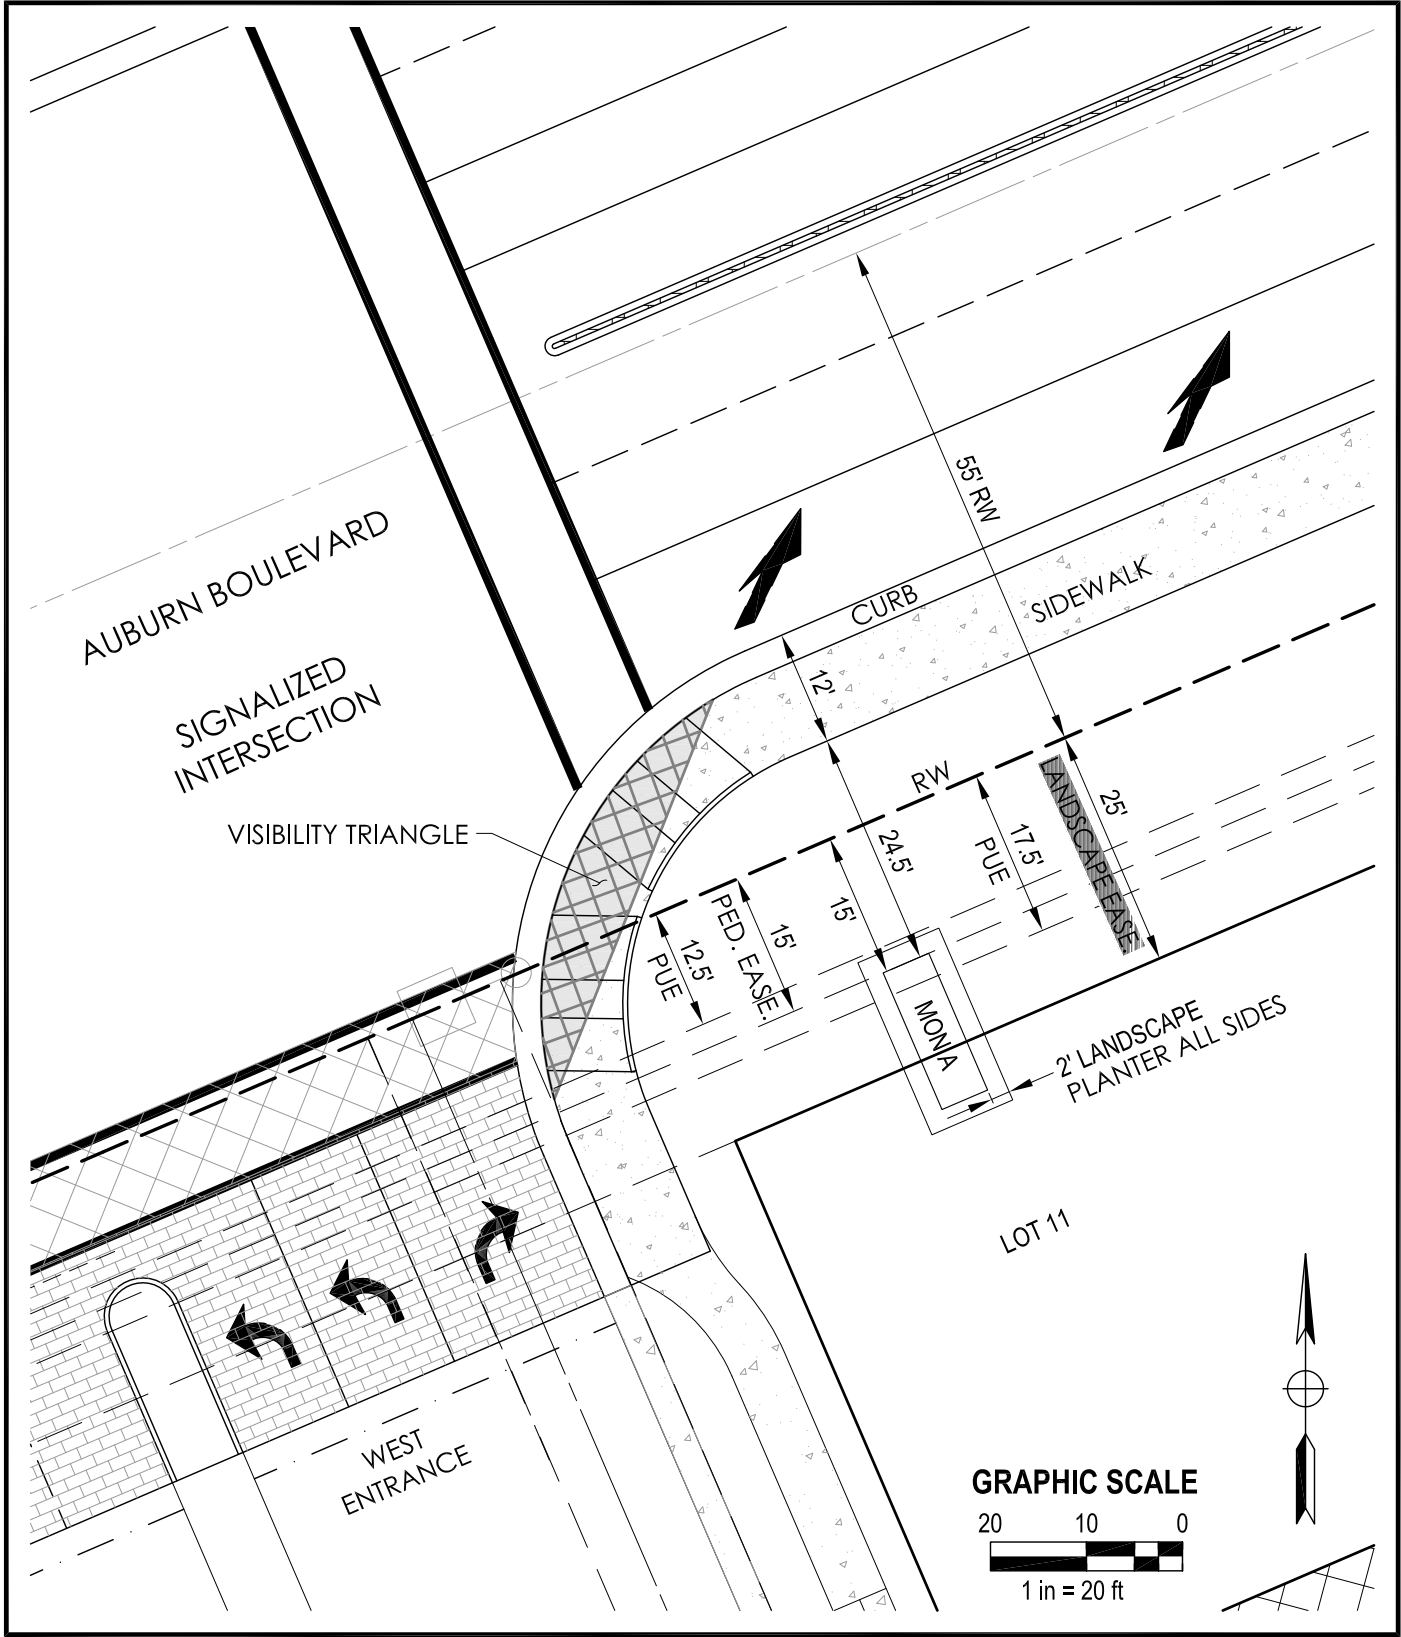 AUBURN BOULEVARD
SIGNALIZED
INTERSECTION
VISIBILITY TRIANGLE
55' RW
CURB
SIDEWALK
12'
RW
24.5'
15'
17.5'
PUE
25'
LANDSCAPE EASE.
15'
PED. EASE.
12.5'
PUE
MON A
2' LANDSCAPE
PLANTER ALL SIDES
LOT 11
WEST
ENTRANCE
GRAPHIC SCALE
20 10 0
1 in = 20 ft